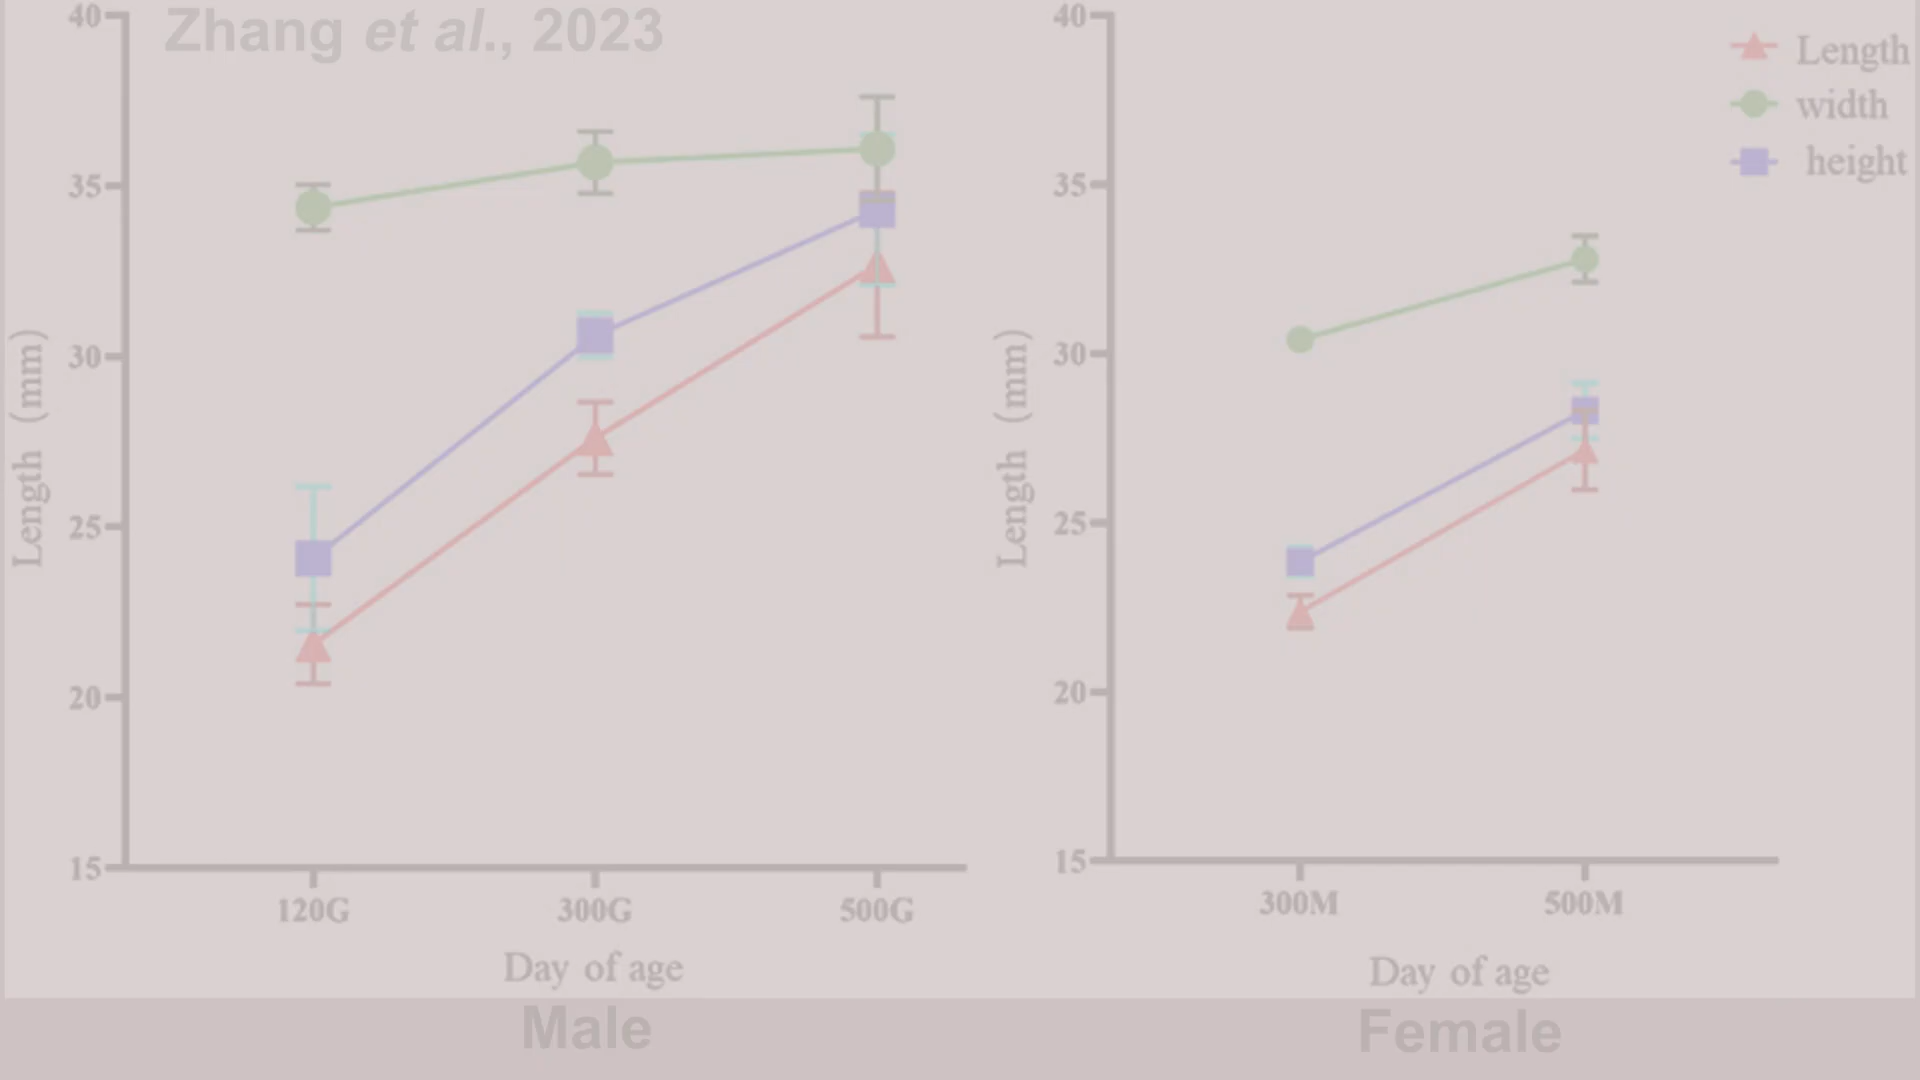 Zhang et al., 2023
40
35
30
25
20
15
Length (mm)
120G 300G 500G
Day of age
Male
40
35
30
25
20
15
Length (mm)
300M 500M
Day of age
Female
Length
width
height